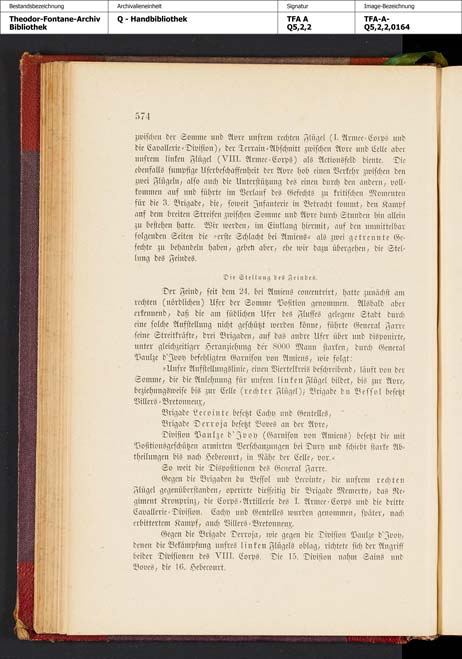 Bestandsbezeichnung
Archivalieneinheit
Signatur
Image-Bezeichnung
Theodor-Fontane-Archiv
Bibliothek
Q - Handbibliothek
TFA A
Q5,2,2
TFA-A-
Q5,2,2,0164
574
zwischen der Somme und Avre unsrem rechten Flügel (I. Armee-Corps und
die Cavallerie-Division), der Terrain-Abschnitt zwischen Avre und Celle aber
unsrem linken Flügel (VIII. Armee-Corps) als Actionsfeld diente. Die
ebenfalls sumpfige Uferbeschaffenheit der Avre hob einen Verkehr zwischen den
zwei Flügeln, also auch die Unterstützung des einen durch den andern, voll-
kommen auf und führte im Verlauf des Gefechts zu kritischen Momenten
für die 3. Brigade, die, soweit Infanterie in Betracht kommt, den Kampf
auf dem breiten Streifen zwischen Somme und Avre durch Stunden hin allein
zu bestehen hatte. Wir werden, im Einklang hiermit, auf den unmittelbar
folgenden Seiten die »erste Schlacht bei Amiens« als zwei getrennte Ge-
fechte zu behandeln haben, geben aber, ehe wir dazu übergehen, die Stel-
lung des Feindes.
Die Stellung des Feindes.
Der Feind, seit dem 24. bei Amiens concentrirt, hatte zunächst am
rechten (nördlichen) Ufer der Somme Position genommen. Alsbald aber
erkennend, daß die am südlichen Ufer des Flusses gelegene Stadt durch
eine solche Aufstellung nicht geschützt werden könne, führte General Farre
seine Streitkräfte, drei Brigaden, auf das andre Ufer über und disponirte,
unter gleichzeitiger Heranziehung der 8000 Mann starken, durch General
Paulze d'Ivoy befehligten Garnison von Amiens, wie folgt:
»Unsre Aufstellungslinie, einen Viertelkreis beschreibend, läuft von der
Somme, die die Anlehnung für unsren linken Flügel bildet, bis zur Avre,
beziehungsweise bis zur Celle (rechter Flügel); Brigade du Bessol besetzt
Villers-Bretonneux,
Brigade Lecointe besetzt Cachy und Gentelles,
Brigade Derroja besetzt Boves an der Avre,
Division Paulze d'Ivoy (Garnison von Amiens) besetzt die mit
Positionsgeschützen armirten Verschanzungen bei Dury und schiebt starke Ab-
theilungen bis nach Hebecourt, in Nähe der Celle, vor.«
So weit die Dispositionen des General Farre.
Gegen die Brigaden du Bessol und Lecointe, die unsrem rechten
Flügel gegenüberstanden, operirte diesseitig die Brigade Memerty, das Re-
giment Kronprinz, die Corps-Artillerie des I. Armee-Corps und die dritte
Cavallerie-Division. Cachy und Gentelles wurden genommen, später, nach
erbittertem Kampf, auch Villers-Bretonneux.
Gegen die Brigade Derroja, wie gegen die Division Paulze d'Ivoy,
denen die Bekämpfung unsres linken Flügels oblag, richtete sich der Angriff
beider Divisionen des VIII. Corps. Die 15. Division nahm Sains und
Boves, die 16. Hebecourt.